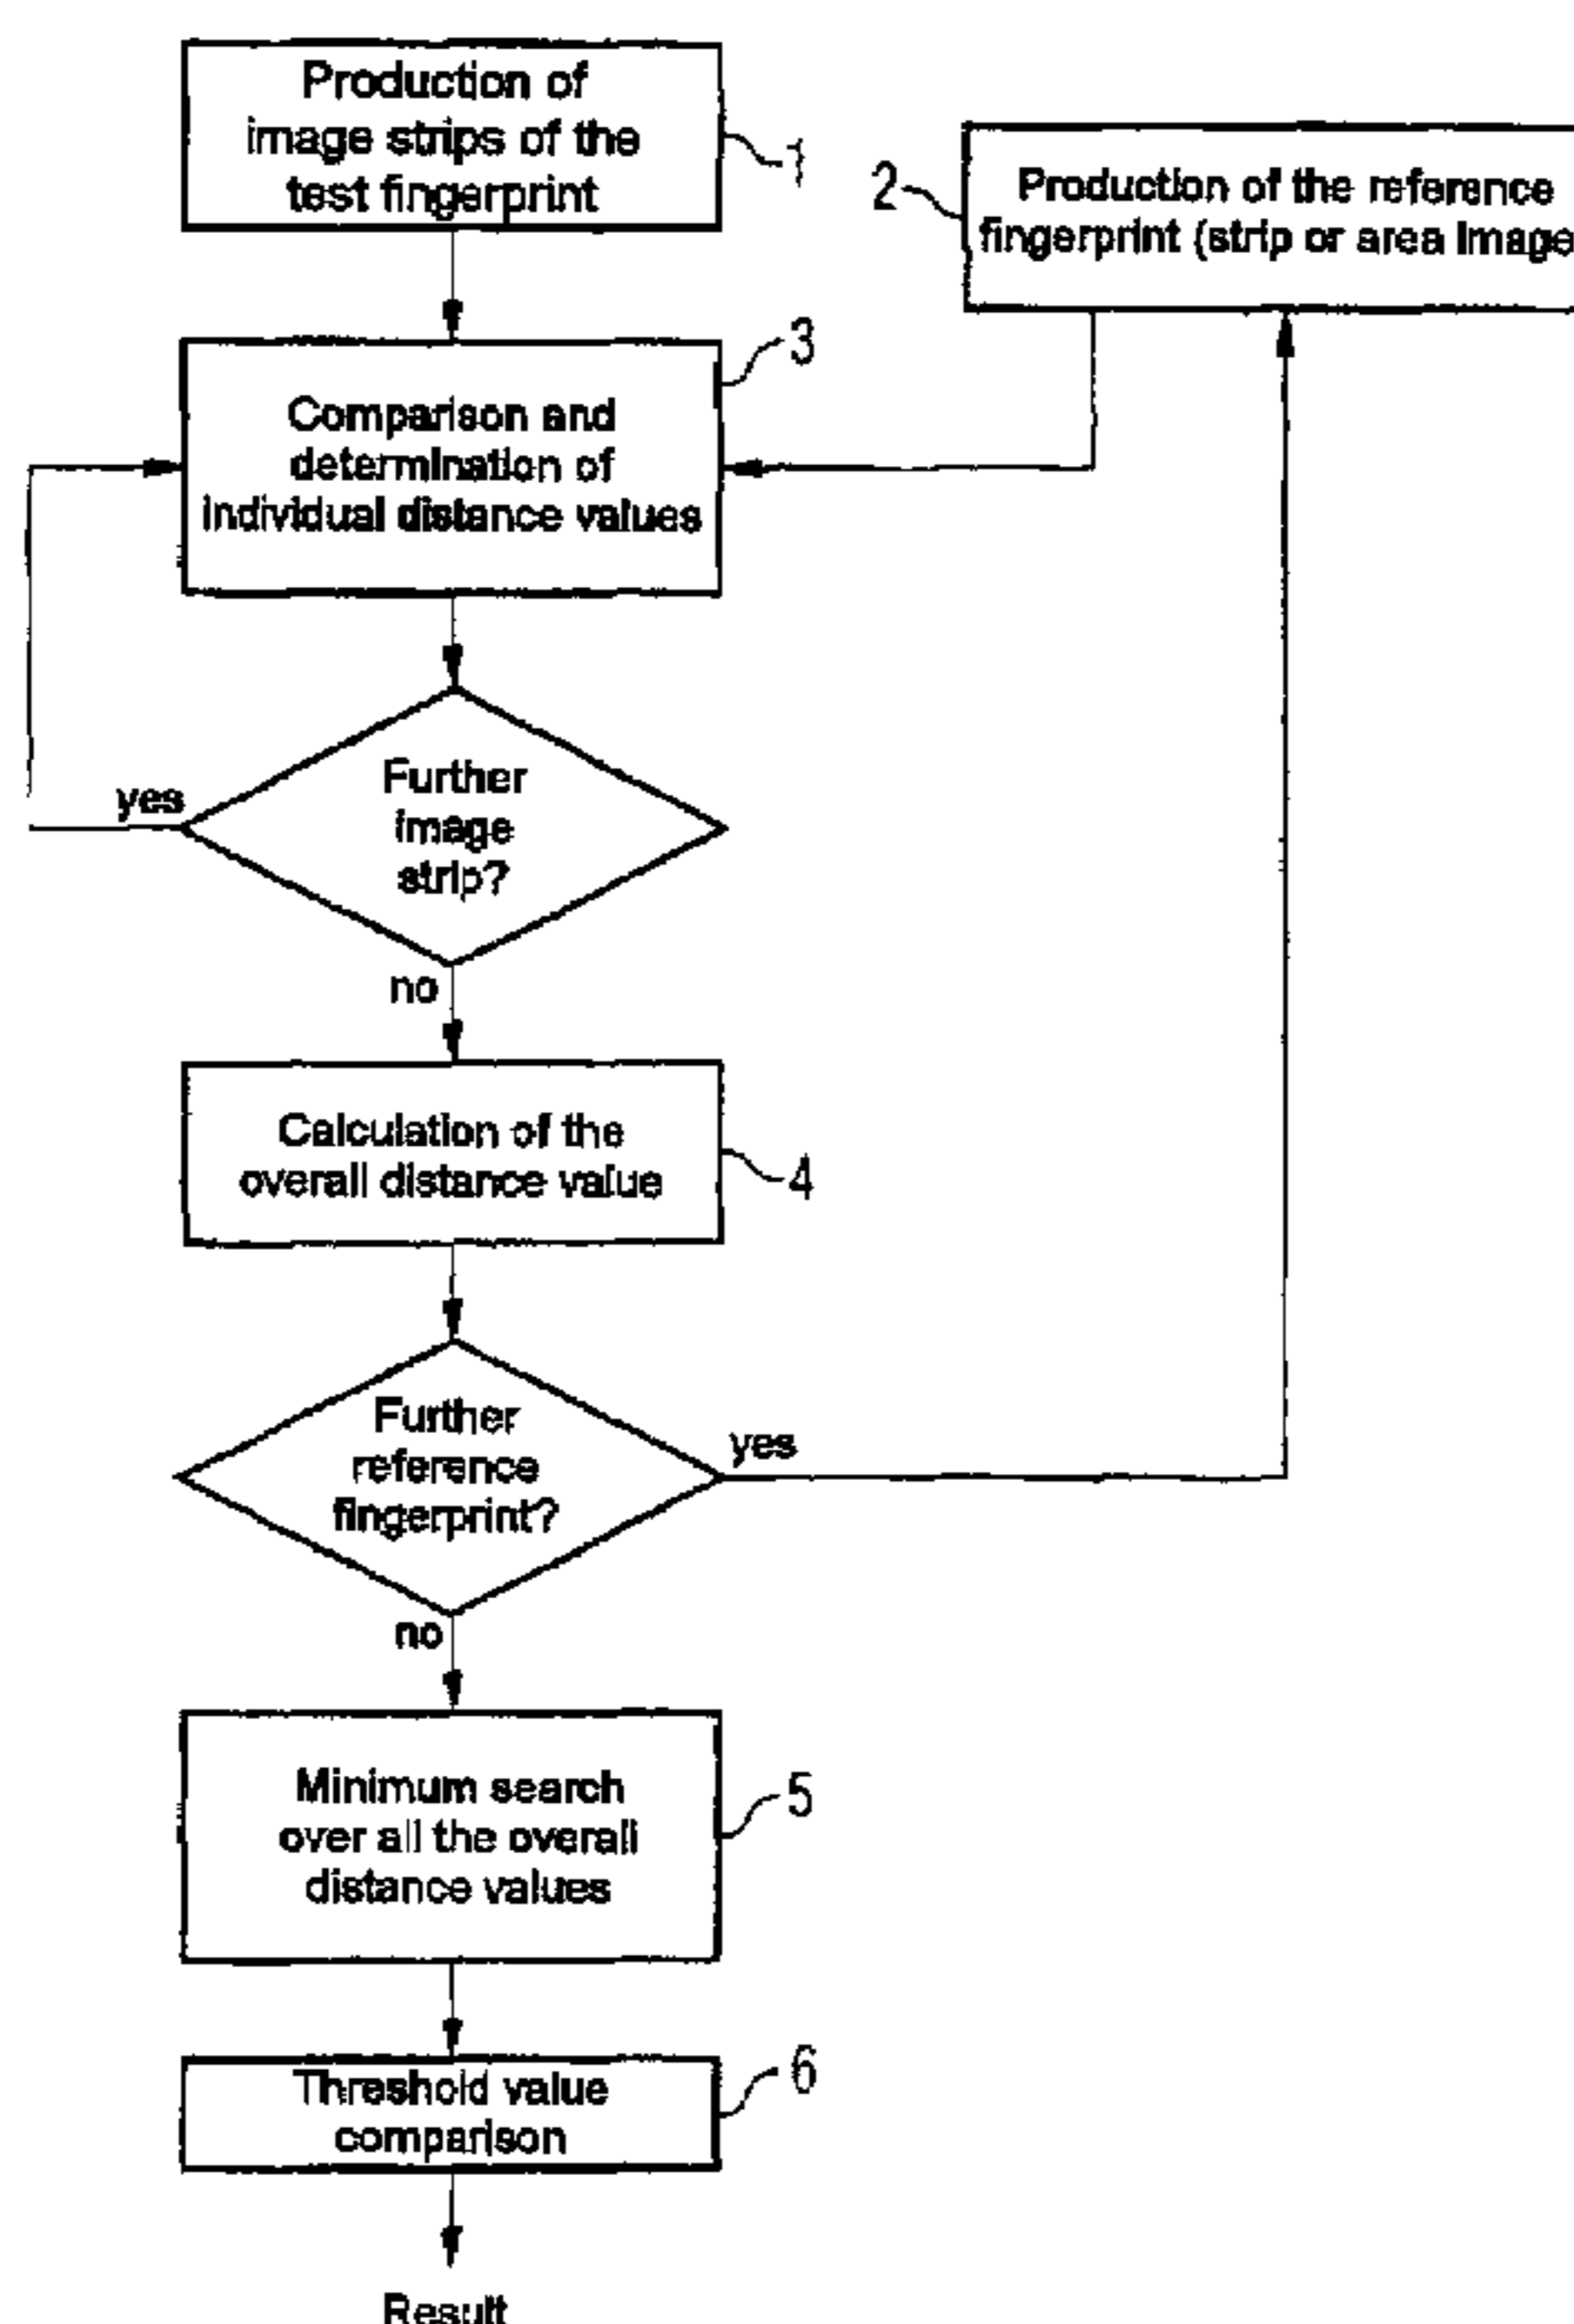 Production of
image strips of the
test fingerprint
1
2
Production of the reference
fingerprint (strip or area image
3
Comparison and
determination of
individual distance values
Further
image
strip?
yes
no
Calculation of the
overall distance value
4
Further
reference
fingerprint?
yes
no
Minimum search
over all the overall
distance values
5
Threshold value
comparison
6
Result